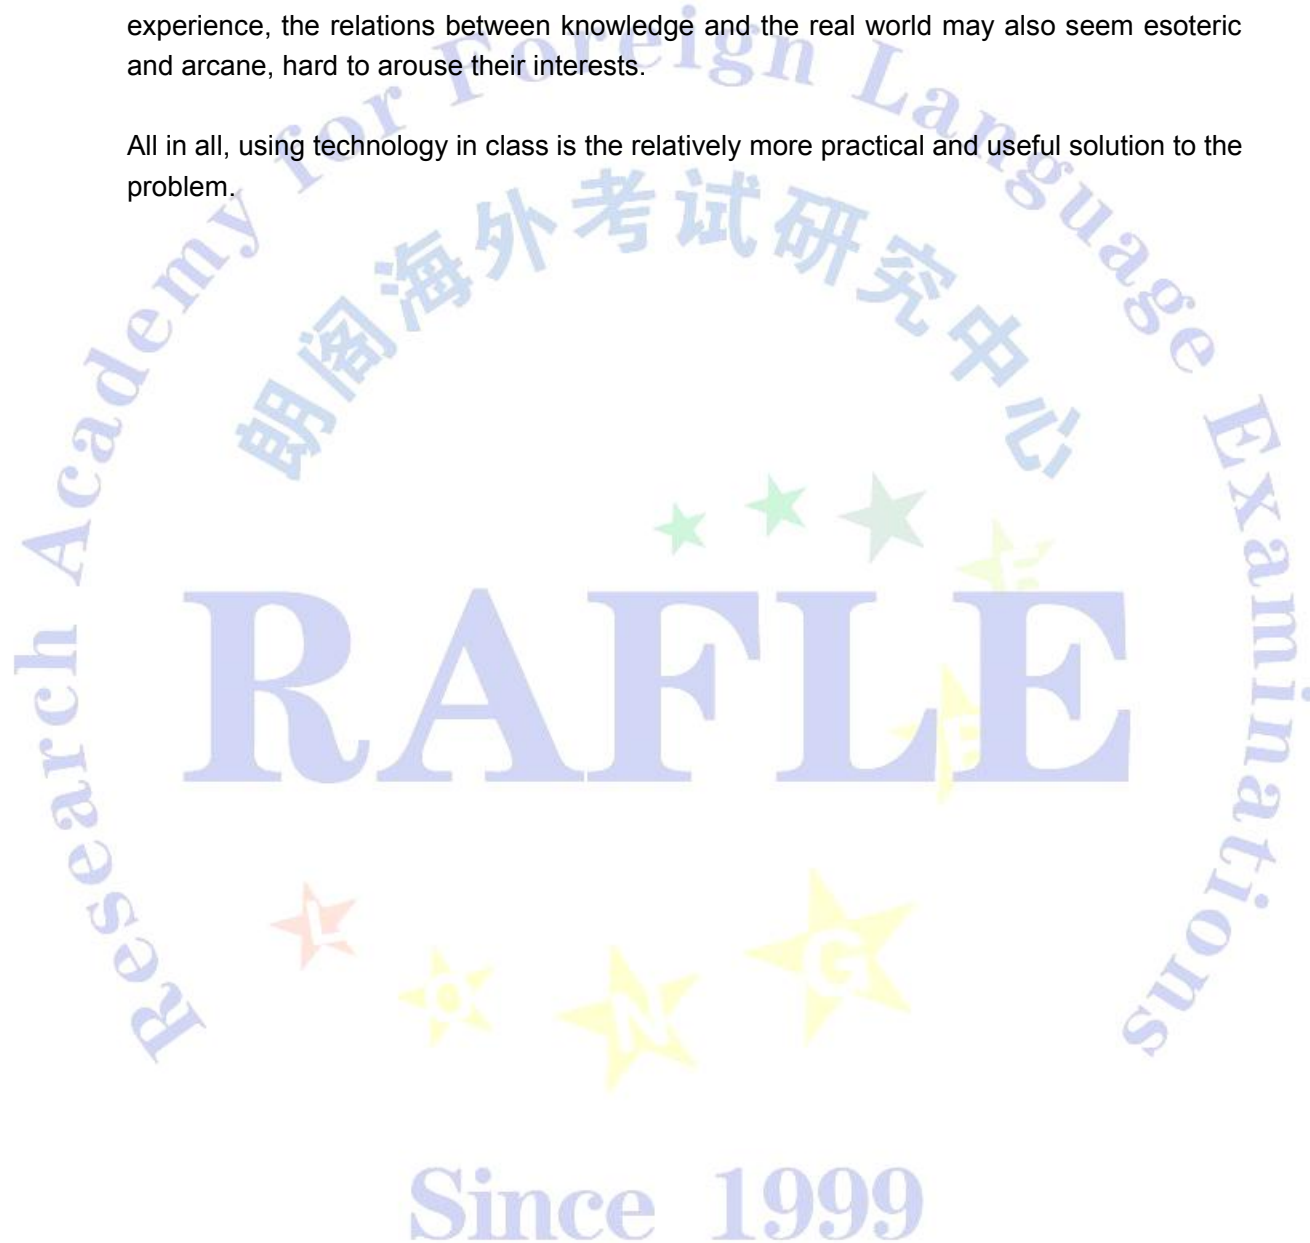 experience, the relations between knowledge and the real world may also seem esoteric
and arcane, hard to arouse their interests.
All in all, using technology in class is the relatively more practical and useful solution to the
problem.
Research Academy for Foreign Language Examinations
朗阁海外考试研究中心
RAFLE
L O N G
F E
Since 1999